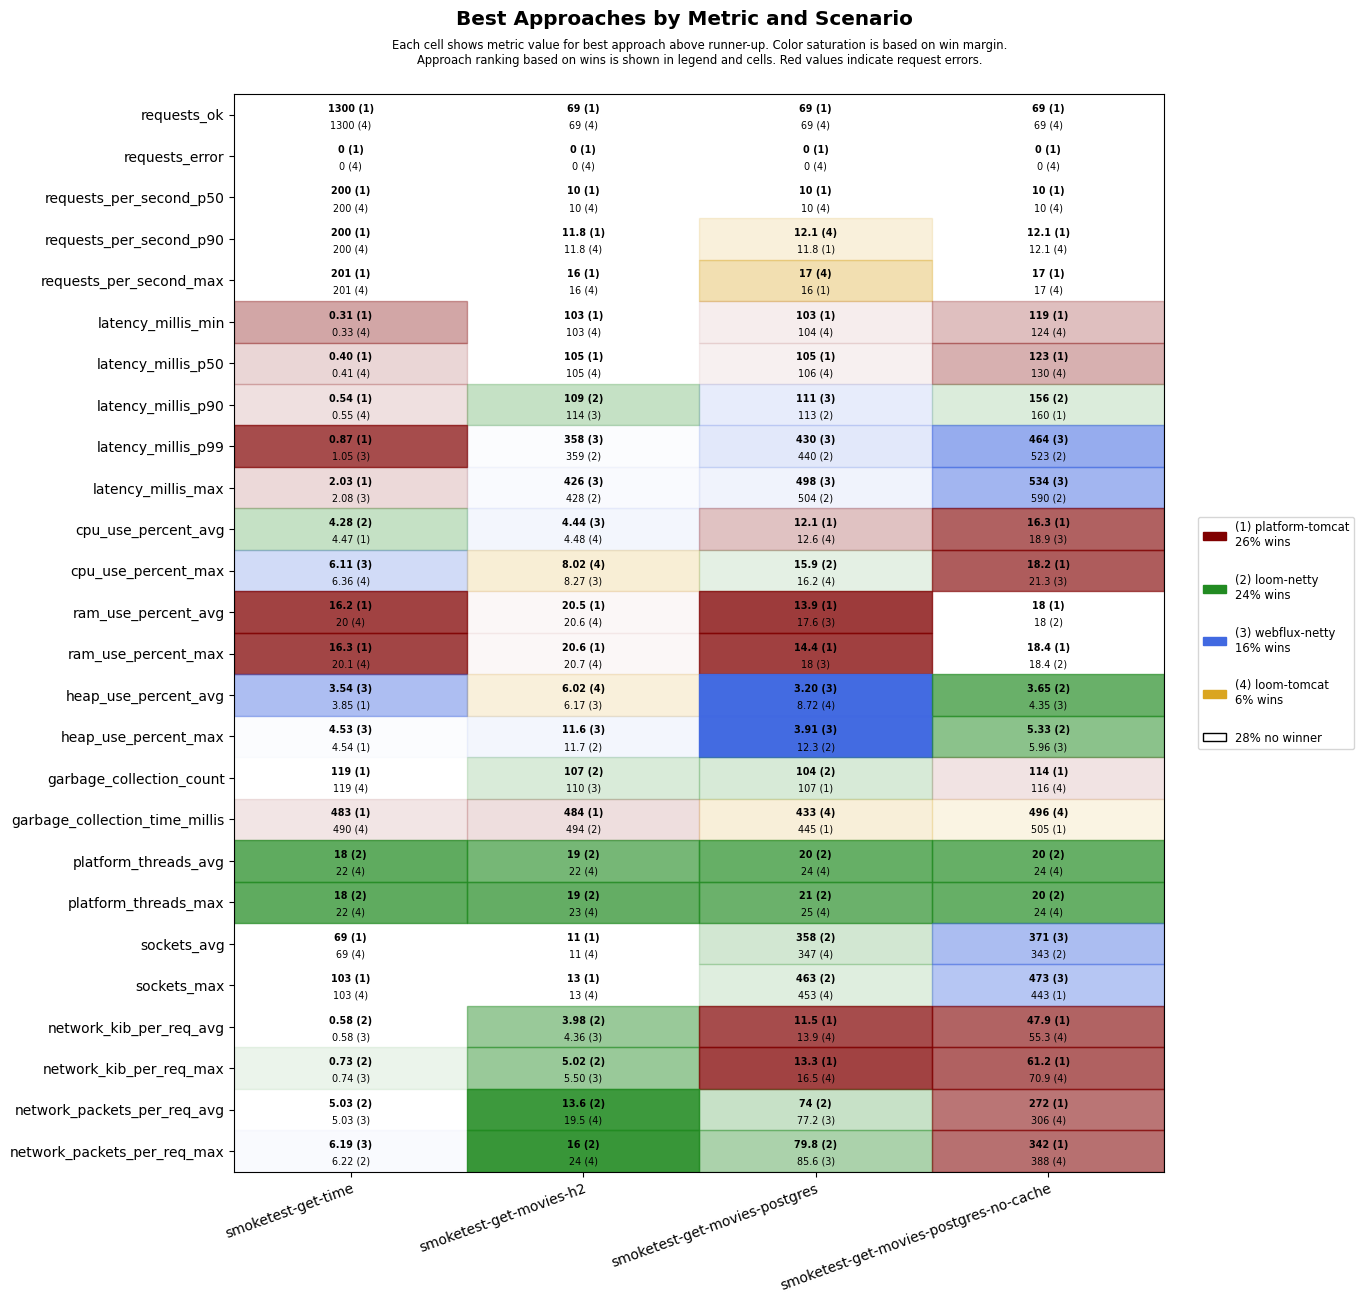 Best Approaches by Metric and Scenario
Each cell shows metric value for best approach above runner-up. Color saturation is based on win margin.
Approach ranking based on wins is shown in legend and cells. Red values indicate request errors.
requests_ok
1300 (1) 69 (1) 69 (1) 69 (1)
1300 (4) 69 (4) 69 (4) 69 (4)
requests_error
0 (1) 0 (1) 0 (1) 0 (1)
0 (4) 0 (4) 0 (4) 0 (4)
requests_per_second_p50
200 (1) 10 (1) 10 (1) 10 (1)
200 (4) 10 (4) 10 (4) 10 (4)
requests_per_second_p90
200 (1) 11.8 (1) 12.1 (4) 12.1 (1)
200 (4) 11.8 (4) 11.8 (1) 12.1 (4)
requests_per_second_max
201 (1) 16 (1) 17 (4) 17 (1)
201 (4) 16 (4) 16 (1) 17 (4)
latency_millis_min
0.31 (1) 103 (1) 103 (1) 119 (1)
0.33 (4) 103 (4) 104 (4) 124 (4)
latency_millis_p50
0.40 (1) 105 (1) 105 (1) 123 (1)
0.41 (4) 105 (4) 106 (4) 130 (4)
latency_millis_p90
0.54 (1) 109 (2) 111 (3) 156 (2)
0.55 (4) 114 (3) 113 (2) 160 (1)
latency_millis_p99
0.87 (1) 358 (3) 430 (3) 464 (3)
1.05 (3) 359 (2) 440 (2) 523 (2)
latency_millis_max
2.03 (1) 426 (3) 498 (3) 534 (3)
2.08 (3) 428 (2) 504 (2) 590 (2)
cpu_use_percent_avg
4.28 (2) 4.44 (3) 12.1 (1) 16.3 (1)
4.47 (1) 4.48 (4) 12.6 (4) 18.9 (3)
cpu_use_percent_max
6.11 (3) 8.02 (4) 15.9 (2) 18.2 (1)
6.36 (4) 8.27 (3) 16.2 (4) 21.3 (3)
ram_use_percent_avg
16.2 (1) 20.5 (1) 13.9 (1) 18 (1)
20 (4) 20.6 (4) 17.6 (3) 18 (2)
ram_use_percent_max
16.3 (1) 20.6 (1) 14.4 (1) 18.4 (1)
20.1 (4) 20.7 (4) 18 (3) 18.4 (2)
heap_use_percent_avg
3.54 (3) 6.02 (4) 3.20 (3) 3.65 (2)
3.85 (1) 6.17 (3) 8.72 (4) 4.35 (3)
heap_use_percent_max
4.53 (3) 11.6 (3) 3.91 (3) 5.33 (2)
4.54 (1) 11.7 (2) 12.3 (2) 5.96 (3)
garbage_collection_count
119 (1) 107 (2) 104 (2) 114 (1)
119 (4) 110 (3) 107 (1) 116 (4)
garbage_collection_time_millis
483 (1) 484 (1) 433 (4) 496 (4)
490 (4) 494 (2) 445 (1) 505 (1)
platform_threads_avg
18 (2) 19 (2) 20 (2) 20 (2)
22 (4) 22 (4) 24 (4) 24 (4)
platform_threads_max
18 (2) 19 (2) 21 (2) 20 (2)
22 (4) 23 (4) 25 (4) 24 (4)
sockets_avg
69 (1) 11 (1) 358 (2) 371 (3)
69 (4) 11 (4) 347 (4) 343 (2)
sockets_max
103 (1) 13 (1) 463 (2) 473 (3)
103 (4) 13 (4) 453 (4) 443 (1)
network_kib_per_req_avg
0.58 (2) 3.98 (2) 11.5 (1) 47.9 (1)
0.58 (3) 4.36 (3) 13.9 (4) 55.3 (4)
network_kib_per_req_max
0.73 (2) 5.02 (2) 13.3 (1) 61.2 (1)
0.74 (3) 5.50 (3) 16.5 (4) 70.9 (4)
network_packets_per_req_avg
5.03 (2) 13.6 (2) 74 (2) 272 (1)
5.03 (3) 19.5 (4) 77.2 (3) 306 (4)
network_packets_per_req_max
6.19 (3) 16 (2) 79.8 (2) 342 (1)
6.22 (2) 24 (4) 85.6 (3) 388 (4)
smoketest-get-time
smoketest-get-movies-h2
smoketest-get-movies-postgres
smoketest-get-movies-postgres-no-cache
(1) platform-tomcat
26% wins
(2) loom-netty
24% wins
(3) webflux-netty
16% wins
(4) loom-tomcat
6% wins
28% no winner